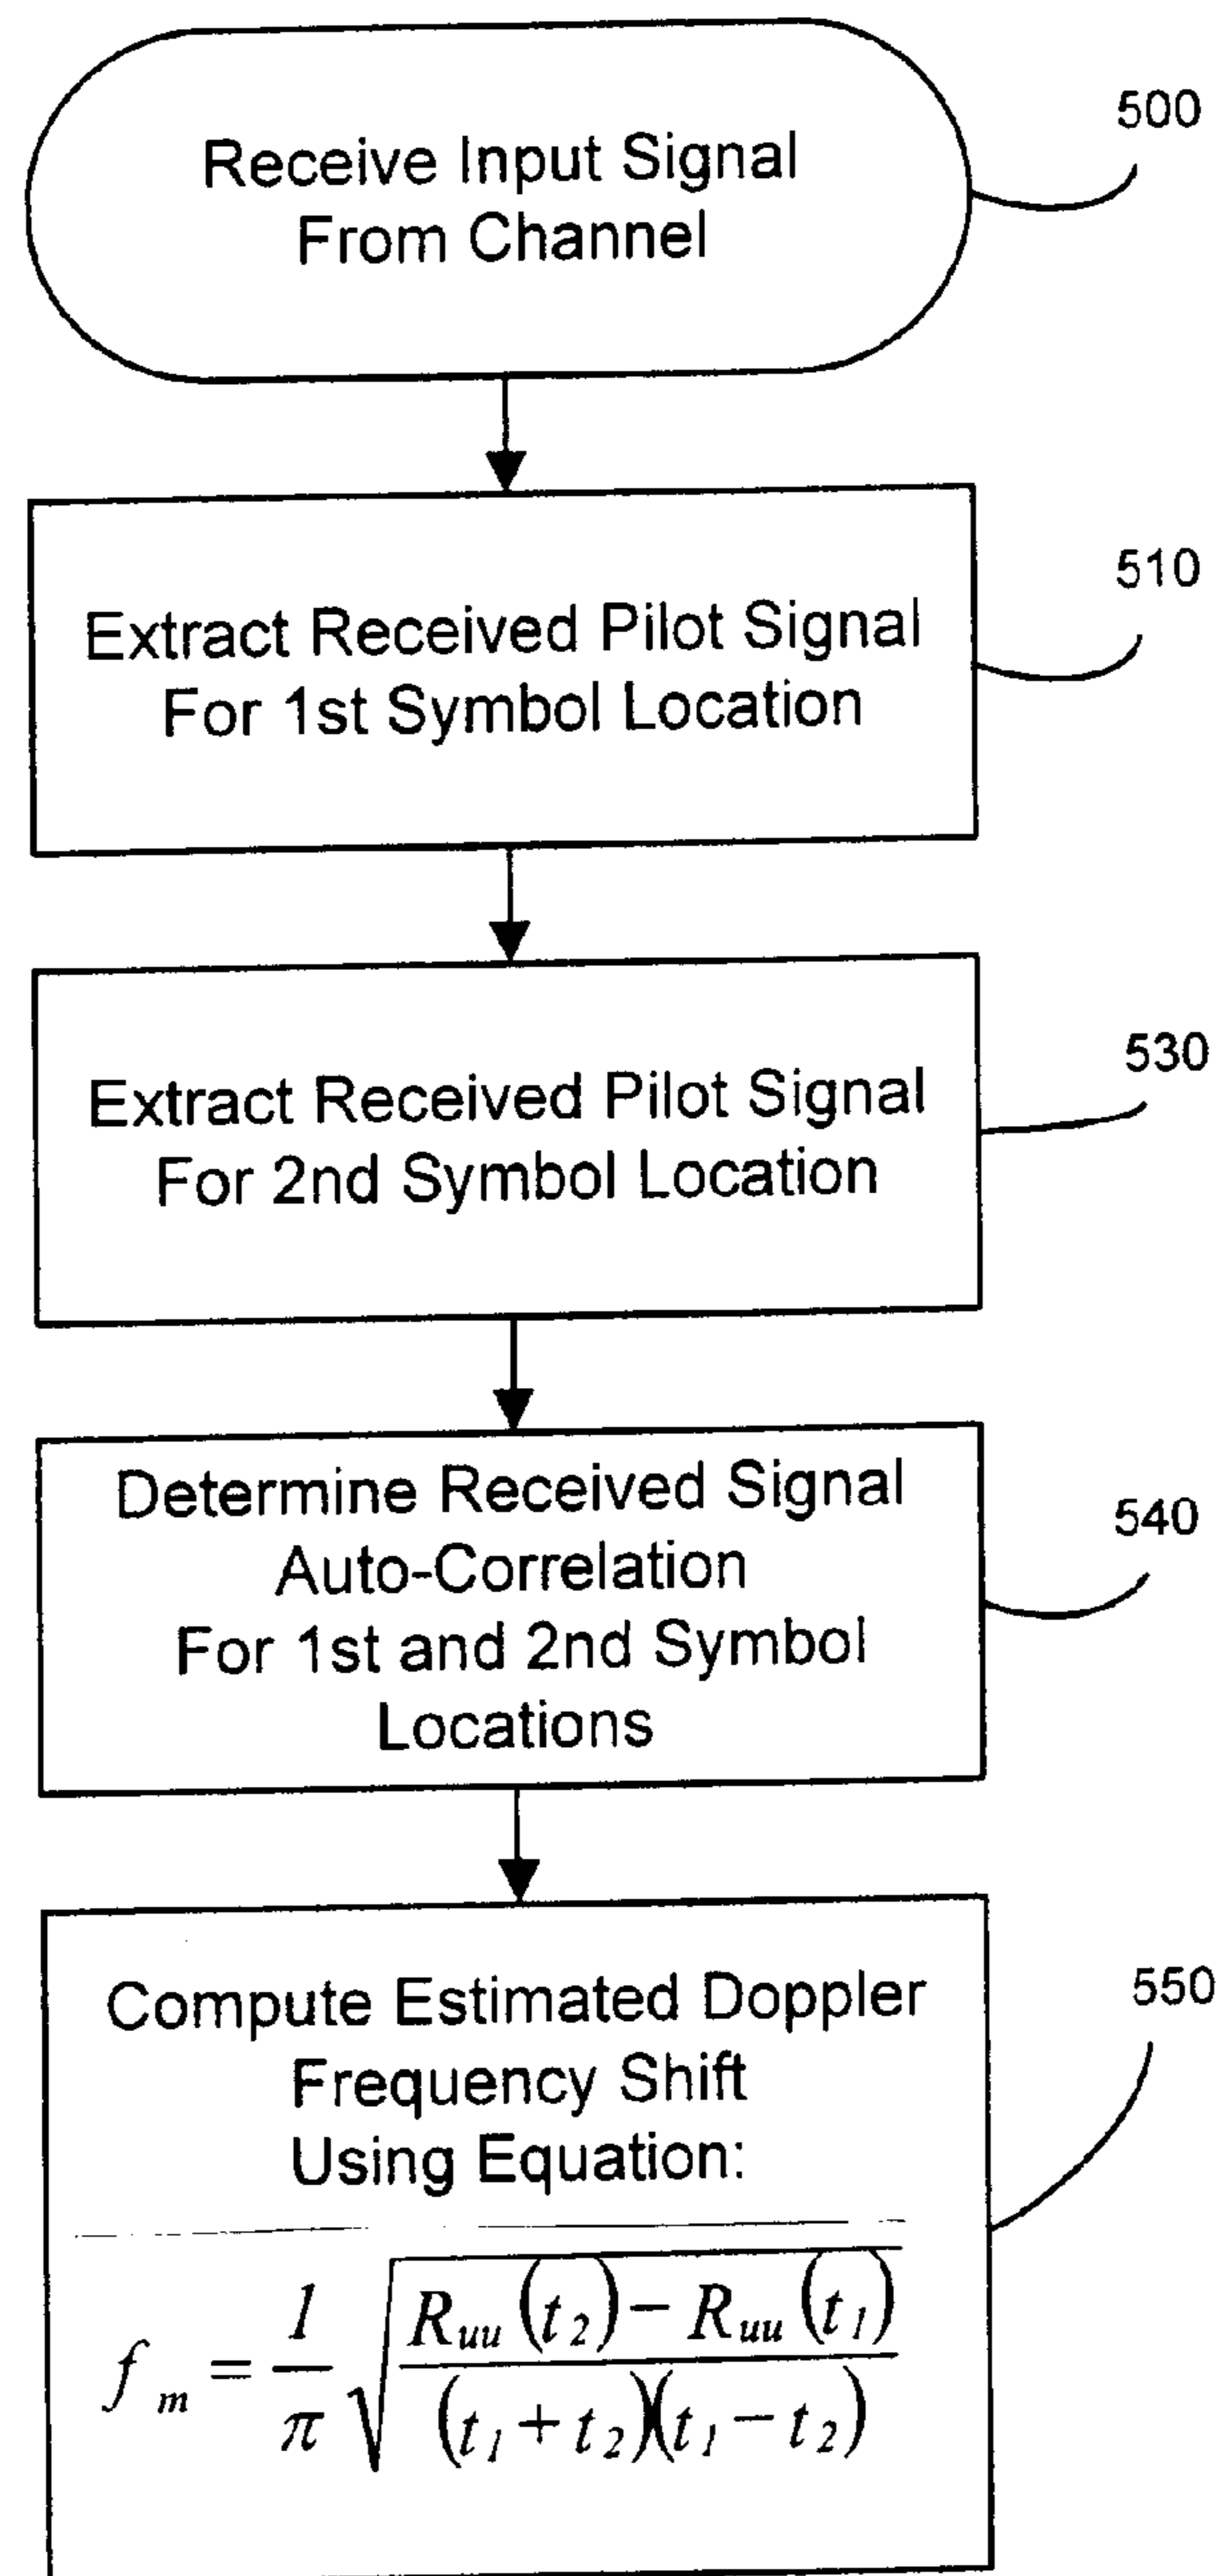 Receive Input Signal
From Channel
500
Extract Received Pilot Signal
For 1st Symbol Location
510
Extract Received Pilot Signal
For 2nd Symbol Location
530
Determine Received Signal
Auto-Correlation
For 1st and 2nd Symbol
Locations
540
Compute Estimated Doppler
Frequency Shift
Using Equation:
550
f_m = 1/π √((R_uu(t_2) − R_uu(t_1))/((t_1 + t_2)(t_1 − t_2)))